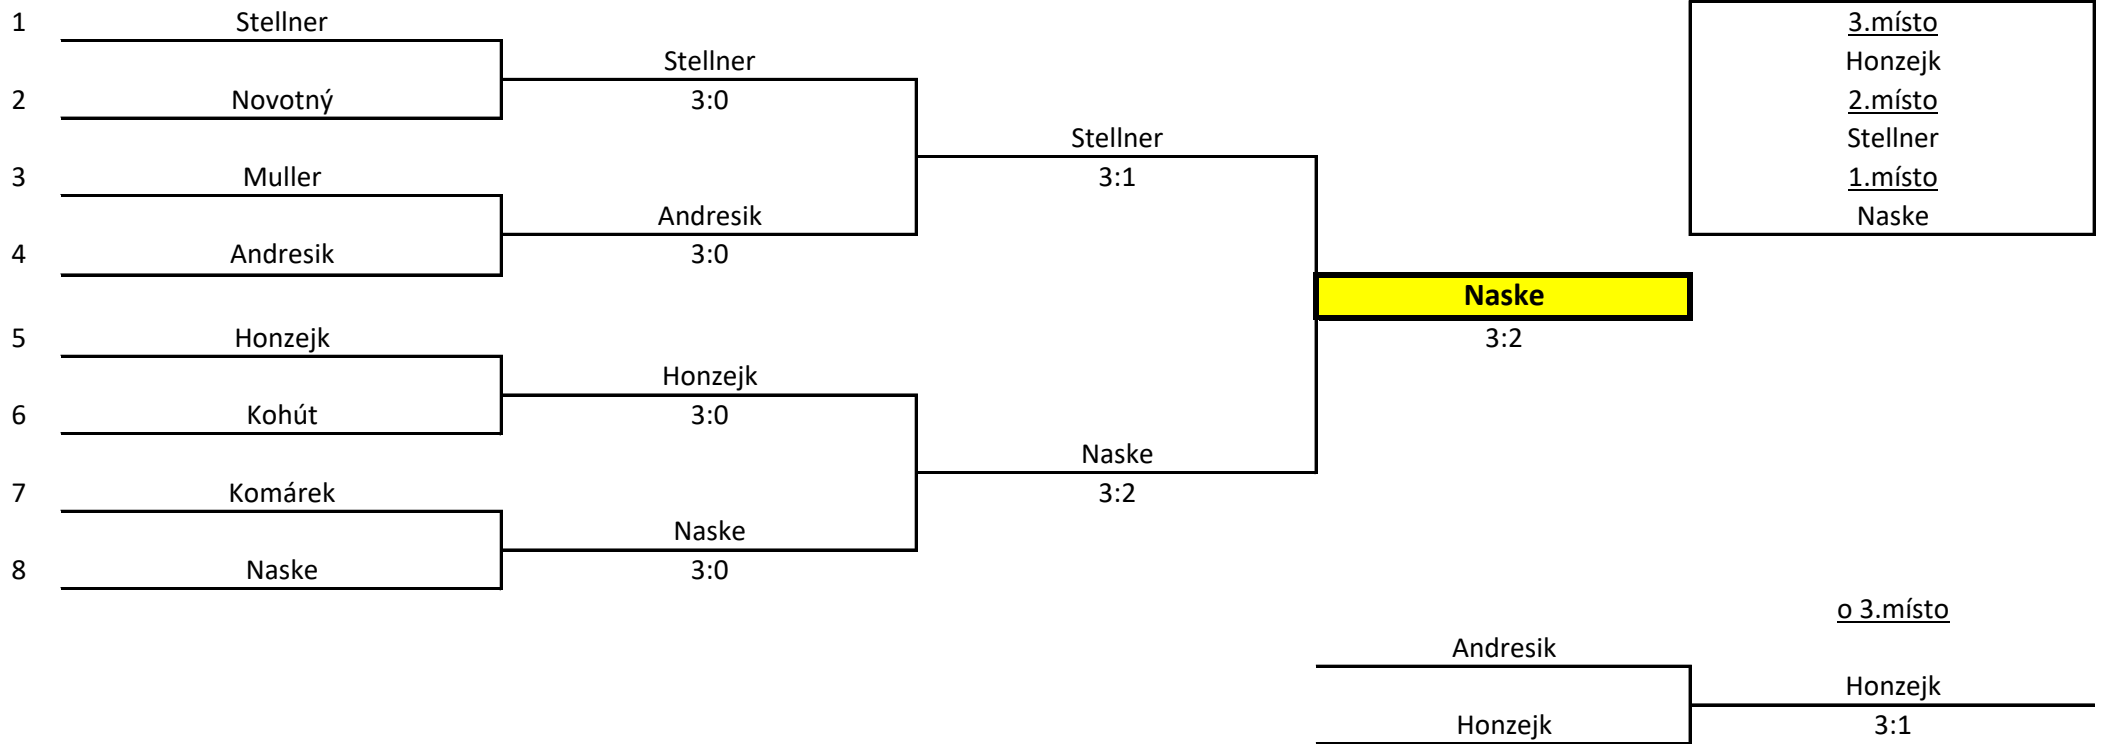 1 Stellner 3.místo
Stellner Honzejk
2 Novotný 3:0 2.místo
Stellner Stellner
3 Muller 3:1 1.místo
Andresik Naske
4 Andresik 3:0
Naske
5 Honzejk 3:2
Honzejk
6 Kohút 3:0
Naske
7 Komárek 3:2
Naske
8 Naske 3:0
o 3.místo
Andresik
Honzejk
Honzejk 3:1